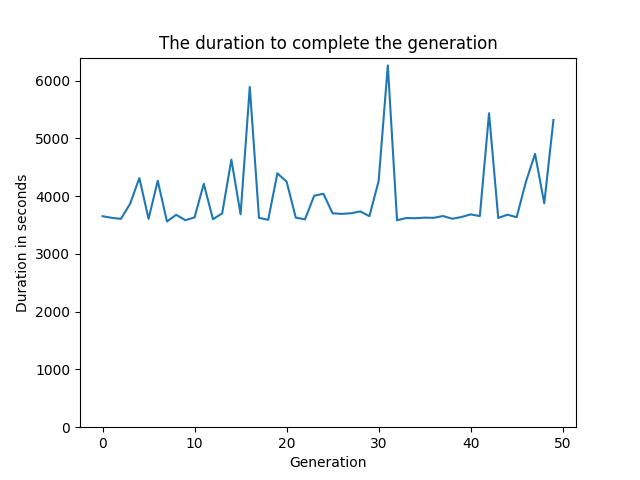 The duration to complete the generation
6000
5000
4000
3000
2000
1000
0
Duration in seconds
0 10 20 30 40 50
Generation